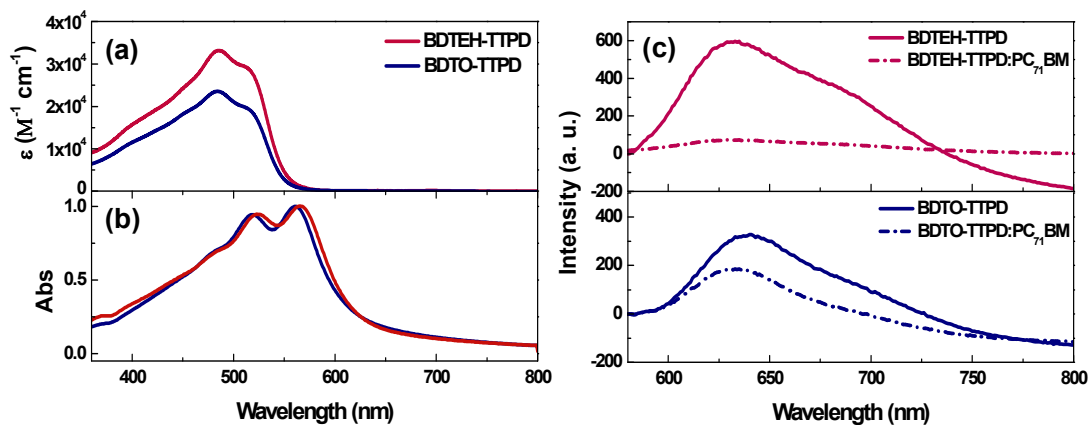 (a)
BDTEH-TTPD
BDTO-TTPD
ε (M⁻¹ cm⁻¹)
4x10⁴
3x10⁴
2x10⁴
1x10⁴
0
(b)
Abs
1.0
0.5
0.0
400 500 600 700 800
Wavelength (nm)
(c)
BDTEH-TTPD
BDTEH-TTPD:PC₇₁BM
600
400
200
0
-200
BDTO-TTPD
BDTO-TTPD:PC₇₁BM
Intensity (a. u.)
400
200
0
-200
600 650 700 750 800
Wavelength (nm)